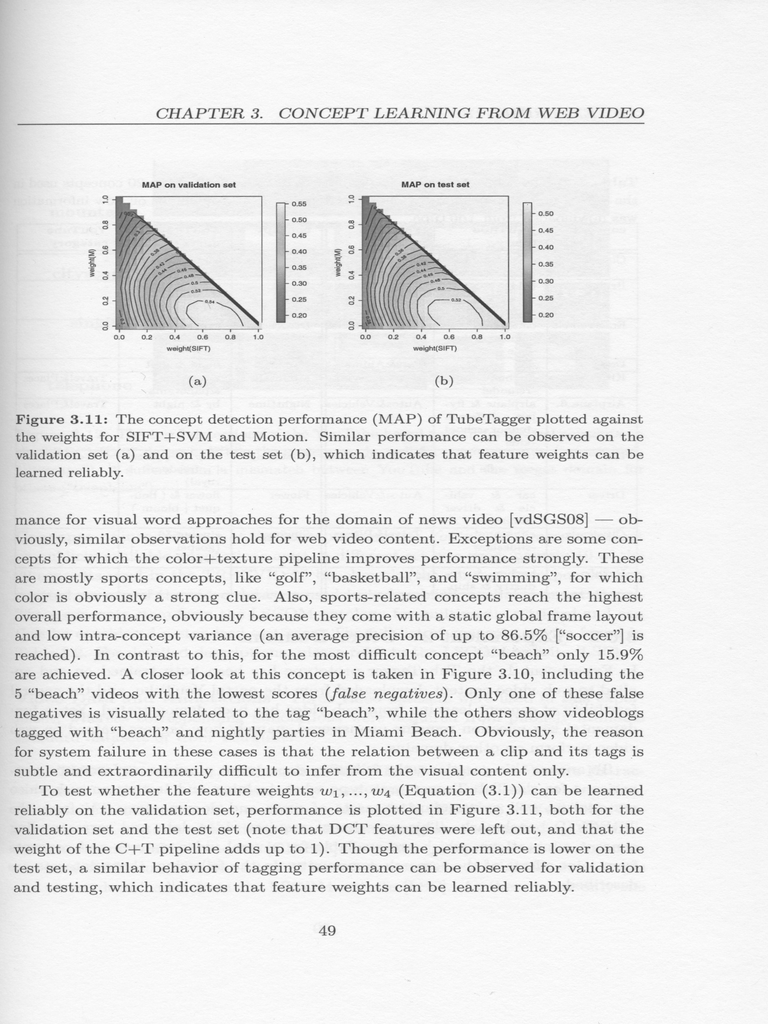 CHAPTER 3. CONCEPT LEARNING FROM WEB VIDEO
MAP on validation set
weight(M)
0.0 0.2 0.4 0.6 0.8 1.0
0.0 0.2 0.4 0.6 0.8 1.0
weight(SIFT)
0.55
0.50
0.45
0.40
0.35
0.30
0.25
0.20
(a)
MAP on test set
weight(M)
0.0 0.2 0.4 0.6 0.8 1.0
0.0 0.2 0.4 0.6 0.8 1.0
weight(SIFT)
0.50
0.45
0.40
0.35
0.30
0.25
0.20
(b)
Figure 3.11: The concept detection performance (MAP) of TubeTagger plotted against
the weights for SIFT+SVM and Motion. Similar performance can be observed on the
validation set (a) and on the test set (b), which indicates that feature weights can be
learned reliably.
mance for visual word approaches for the domain of news video [vdSGS08] — ob-
viously, similar observations hold for web video content. Exceptions are some con-
cepts for which the color+texture pipeline improves performance strongly. These
are mostly sports concepts, like “golf”, “basketball”, and “swimming”, for which
color is obviously a strong clue. Also, sports-related concepts reach the highest
overall performance, obviously because they come with a static global frame layout
and low intra-concept variance (an average precision of up to 86.5% [“soccer”] is
reached). In contrast to this, for the most difficult concept “beach” only 15.9%
are achieved. A closer look at this concept is taken in Figure 3.10, including the
5 “beach” videos with the lowest scores (false negatives). Only one of these false
negatives is visually related to the tag “beach”, while the others show videoblogs
tagged with “beach” and nightly parties in Miami Beach. Obviously, the reason
for system failure in these cases is that the relation between a clip and its tags is
subtle and extraordinarily difficult to infer from the visual content only.
To test whether the feature weights w₁, ..., w₄ (Equation (3.1)) can be learned
reliably on the validation set, performance is plotted in Figure 3.11, both for the
validation set and the test set (note that DCT features were left out, and that the
weight of the C+T pipeline adds up to 1). Though the performance is lower on the
test set, a similar behavior of tagging performance can be observed for validation
and testing, which indicates that feature weights can be learned reliably.
49